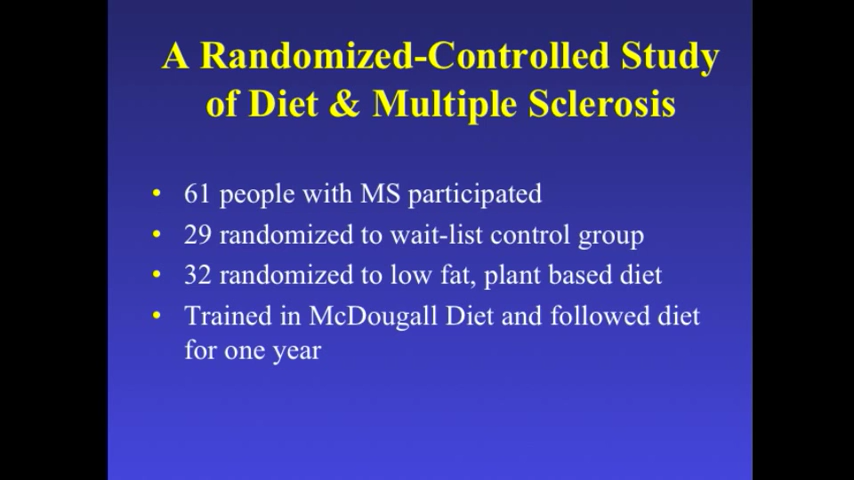 A Randomized-Controlled Study
of Diet & Multiple Sclerosis
• 61 people with MS participated
• 29 randomized to wait-list control group
• 32 randomized to low fat, plant based diet
• Trained in McDougall Diet and followed diet
for one year